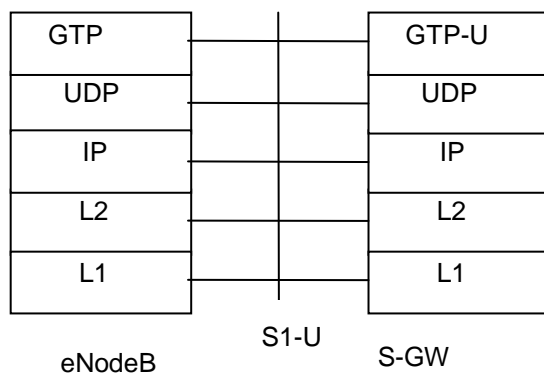 GTP
GTP-U
UDP
UDP
IP
IP
L2
L2
L1
L1
S1-U
eNodeB
S-GW